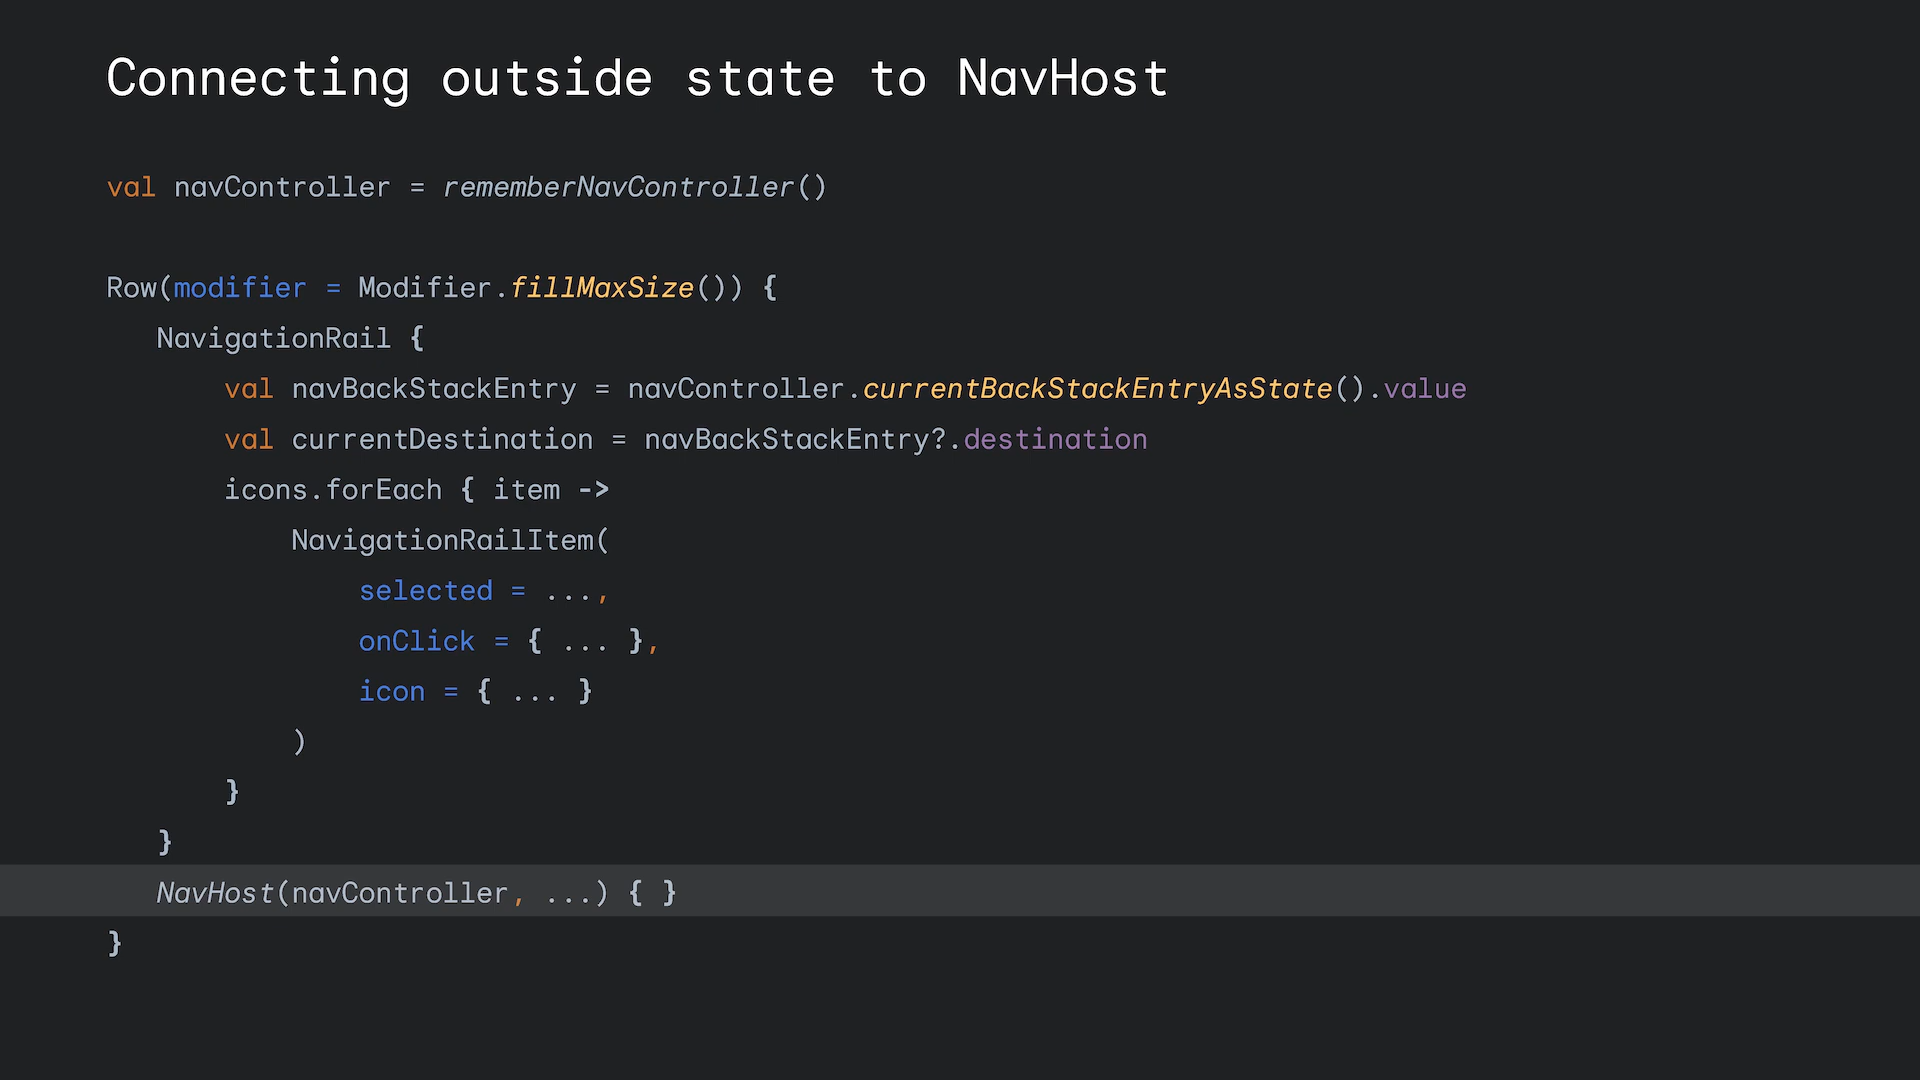 Connecting outside state to NavHost
val navController = rememberNavController()
Row(modifier = Modifier.fillMaxSize()) {
NavigationRail {
val navBackStackEntry = navController.currentBackStackEntryAsState().value
val currentDestination = navBackStackEntry?.destination
icons.forEach { item ->
NavigationRailItem(
selected = ...,
onClick = { ... },
icon = { ... }
)
}
}
NavHost(navController, ...) { }
}